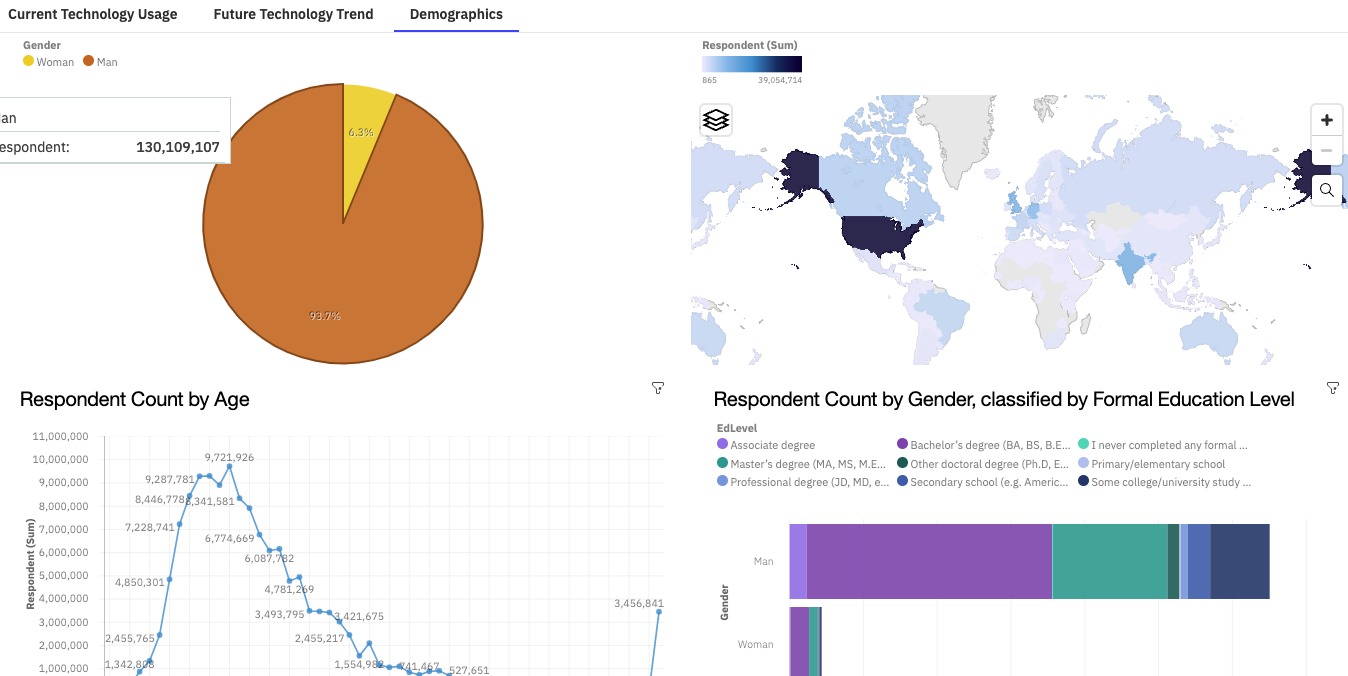 Current Technology Usage Future Technology Trend Demographics
Gender
Woman Man
an
espondent: 130,109,107
6.3%
93.7%
Respondent (Sum)
865 39,054,714
Respondent Count by Age
Respondent (Sum)
11,000,000
10,000,000
9,000,000
8,000,000
7,000,000
6,000,000
5,000,000
4,000,000
3,000,000
2,000,000
1,000,000
9,721,926
9,287,781
8,446,778
8,341,581
7,228,741
6,774,669
6,087,782
4,850,301
4,781,269
3,493,795
3,421,675
3,456,841
2,455,765
2,455,217
1,342,808
1,554,982
741,467
527,651
Respondent Count by Gender, classified by Formal Education Level
EdLevel
Associate degree Bachelor’s degree (BA, BS, B.E... I never completed any formal ...
Master’s degree (MA, MS, M.E... Other doctoral degree (Ph.D, E... Primary/elementary school
Professional degree (JD, MD, e... Secondary school (e.g. Americ... Some college/university study ...
Gender
Man
Woman